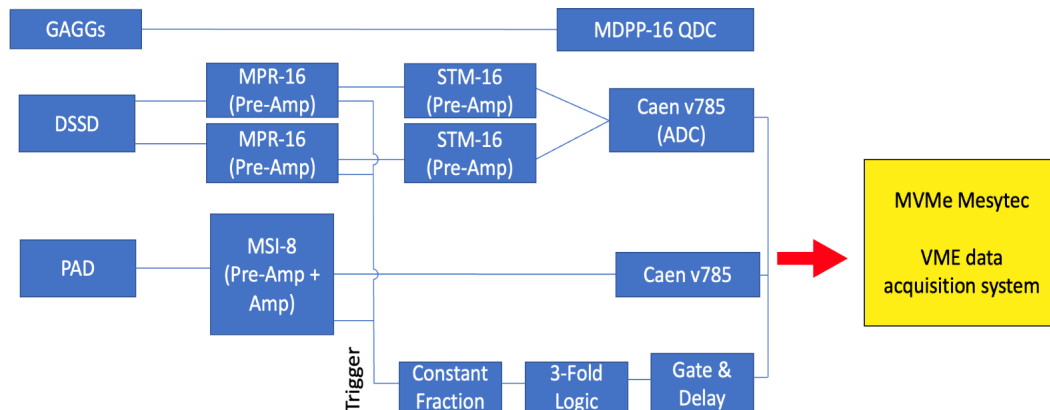 GAGGs
MDPP-16 QDC
MPR-16
(Pre-Amp)
STM-16
(Pre-Amp)
DSSD
Caen v785
(ADC)
MPR-16
(Pre-Amp)
STM-16
(Pre-Amp)
MVMe Mesytec
VME data
acquisition system
PAD
MSI-8
(Pre-Amp +
Amp)
Caen v785
Trigger
Constant
Fraction
3-Fold
Logic
Gate &
Delay